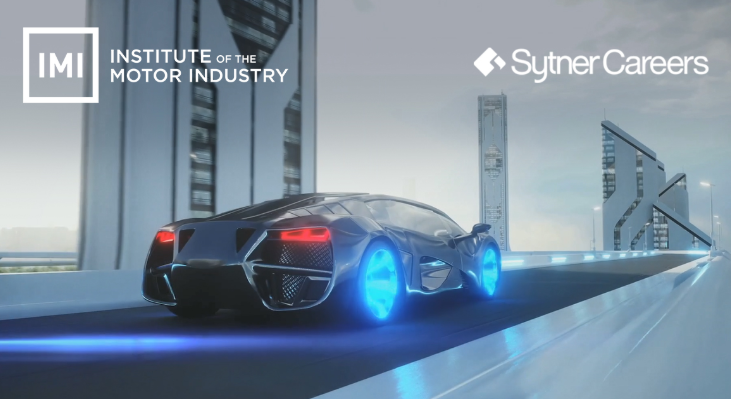 IMI
INSTITUTE OF THE
MOTOR INDUSTRY
Sytner Careers